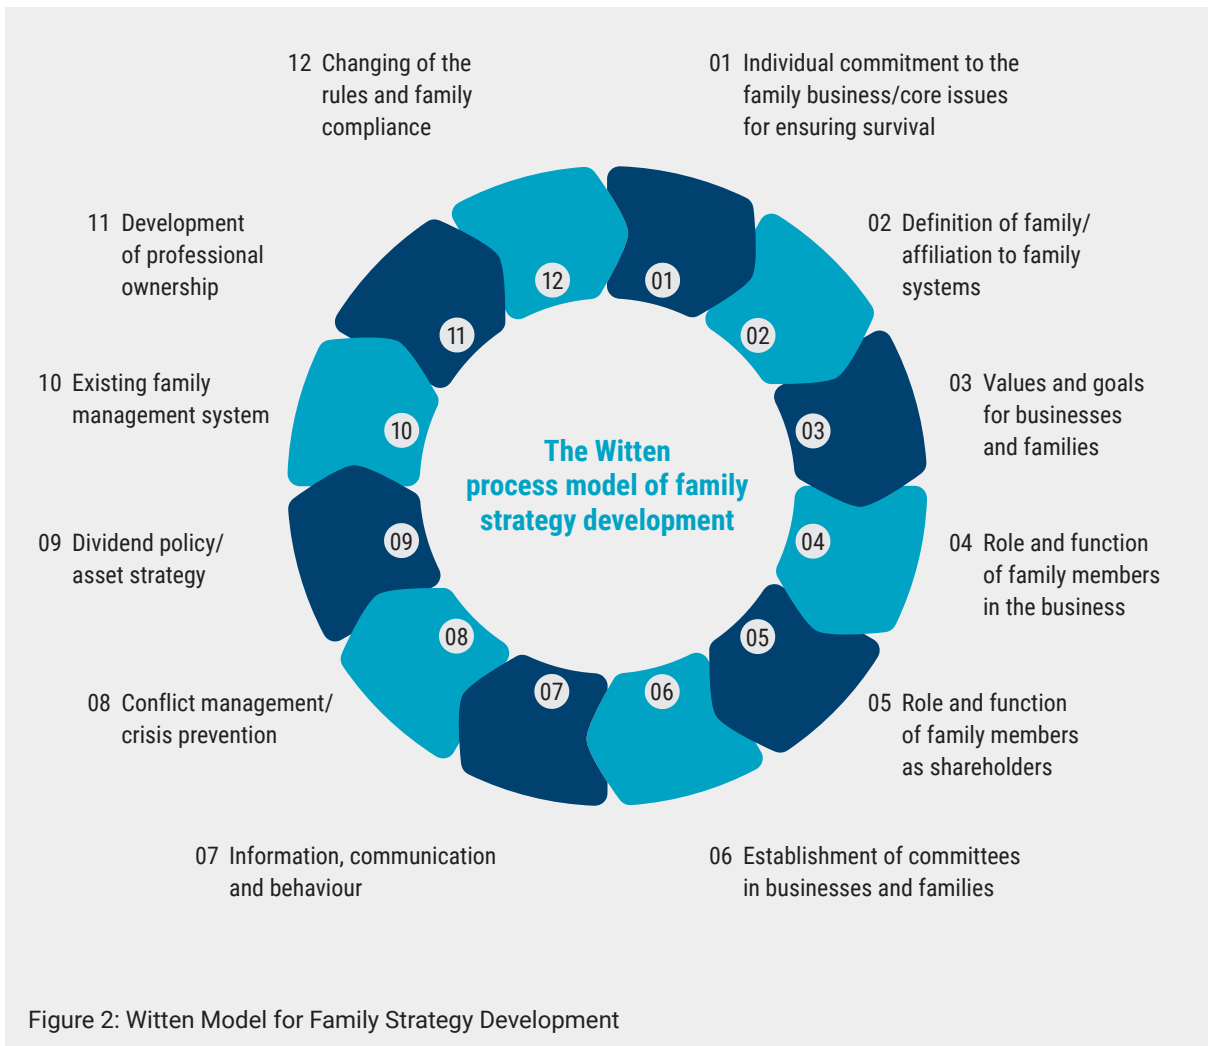 12 Changing of the
rules and family
compliance
01 Individual commitment to the
family business/core issues
for ensuring survival
11 Development
of professional
ownership
02 Definition of family/
affiliation to family
systems
10 Existing family
management system
03 Values and goals
for businesses
and families
09 Dividend policy/
asset strategy
04 Role and function
of family members
in the business
08 Conflict management/
crisis prevention
05 Role and function
of family members
as shareholders
07 Information, communication
and behaviour
06 Establishment of committees
in businesses and families
12
01
11
02
10
03
09
04
08
05
07
06
The Witten
process model of family
strategy development
Figure 2: Witten Model for Family Strategy Development